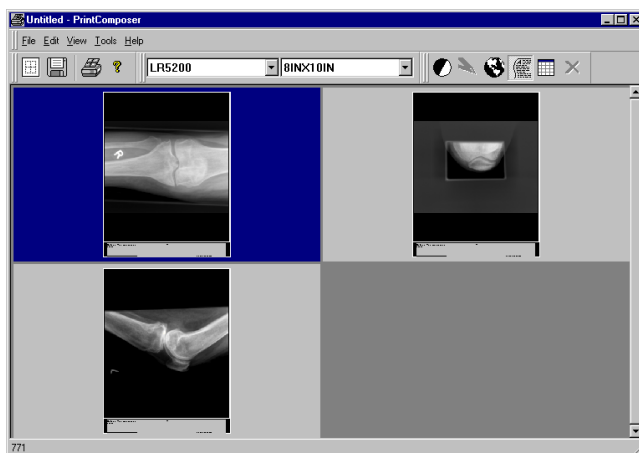 Untitled - PrintComposer
File Edit View Tools Help
LR5200 8INX10IN
R
771